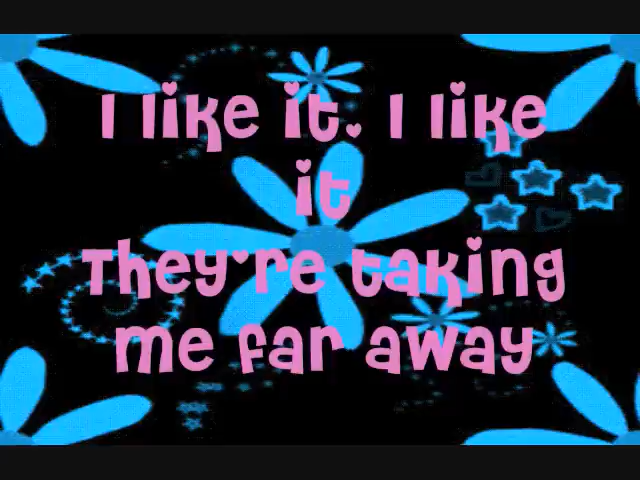 I like it. I like
it
They're taking
me far away